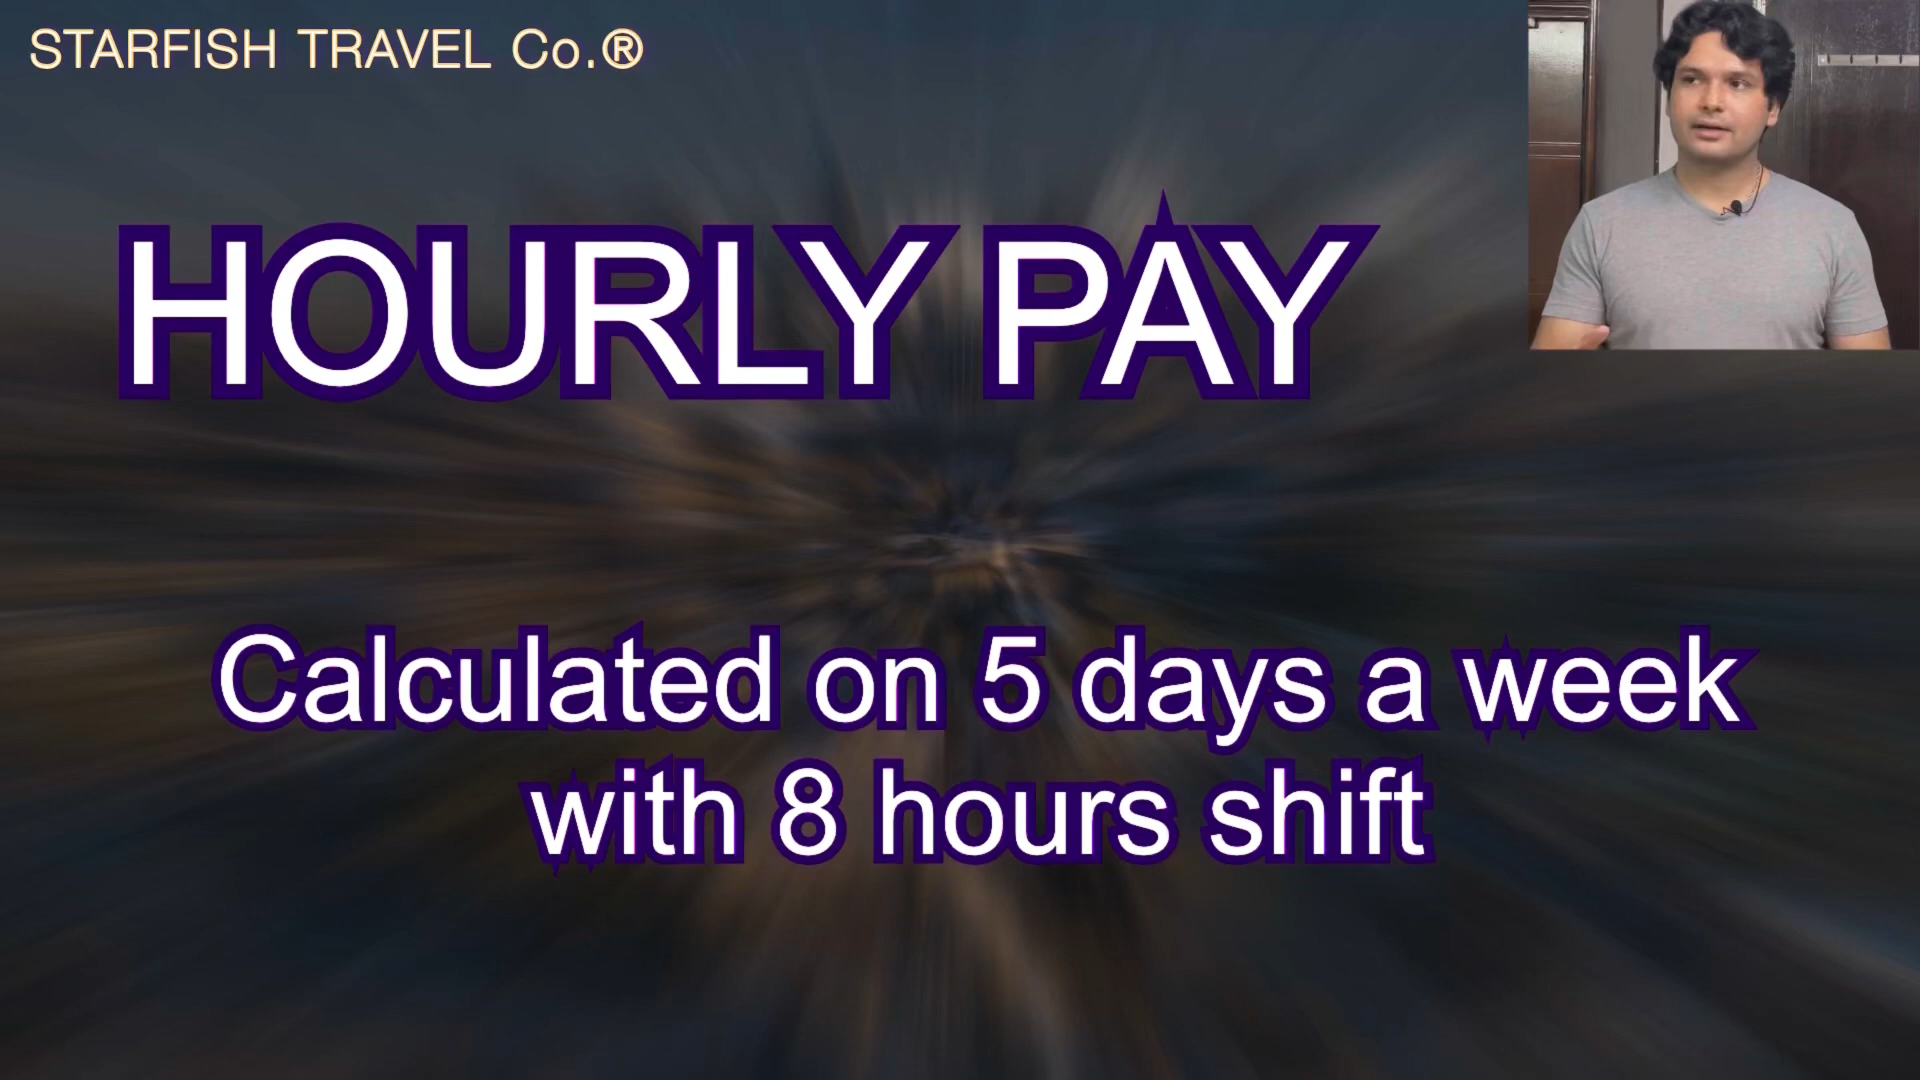 STARFISH TRAVEL Co.®
HOURLY PAY
Calculated on 5 days a week
with 8 hours shift